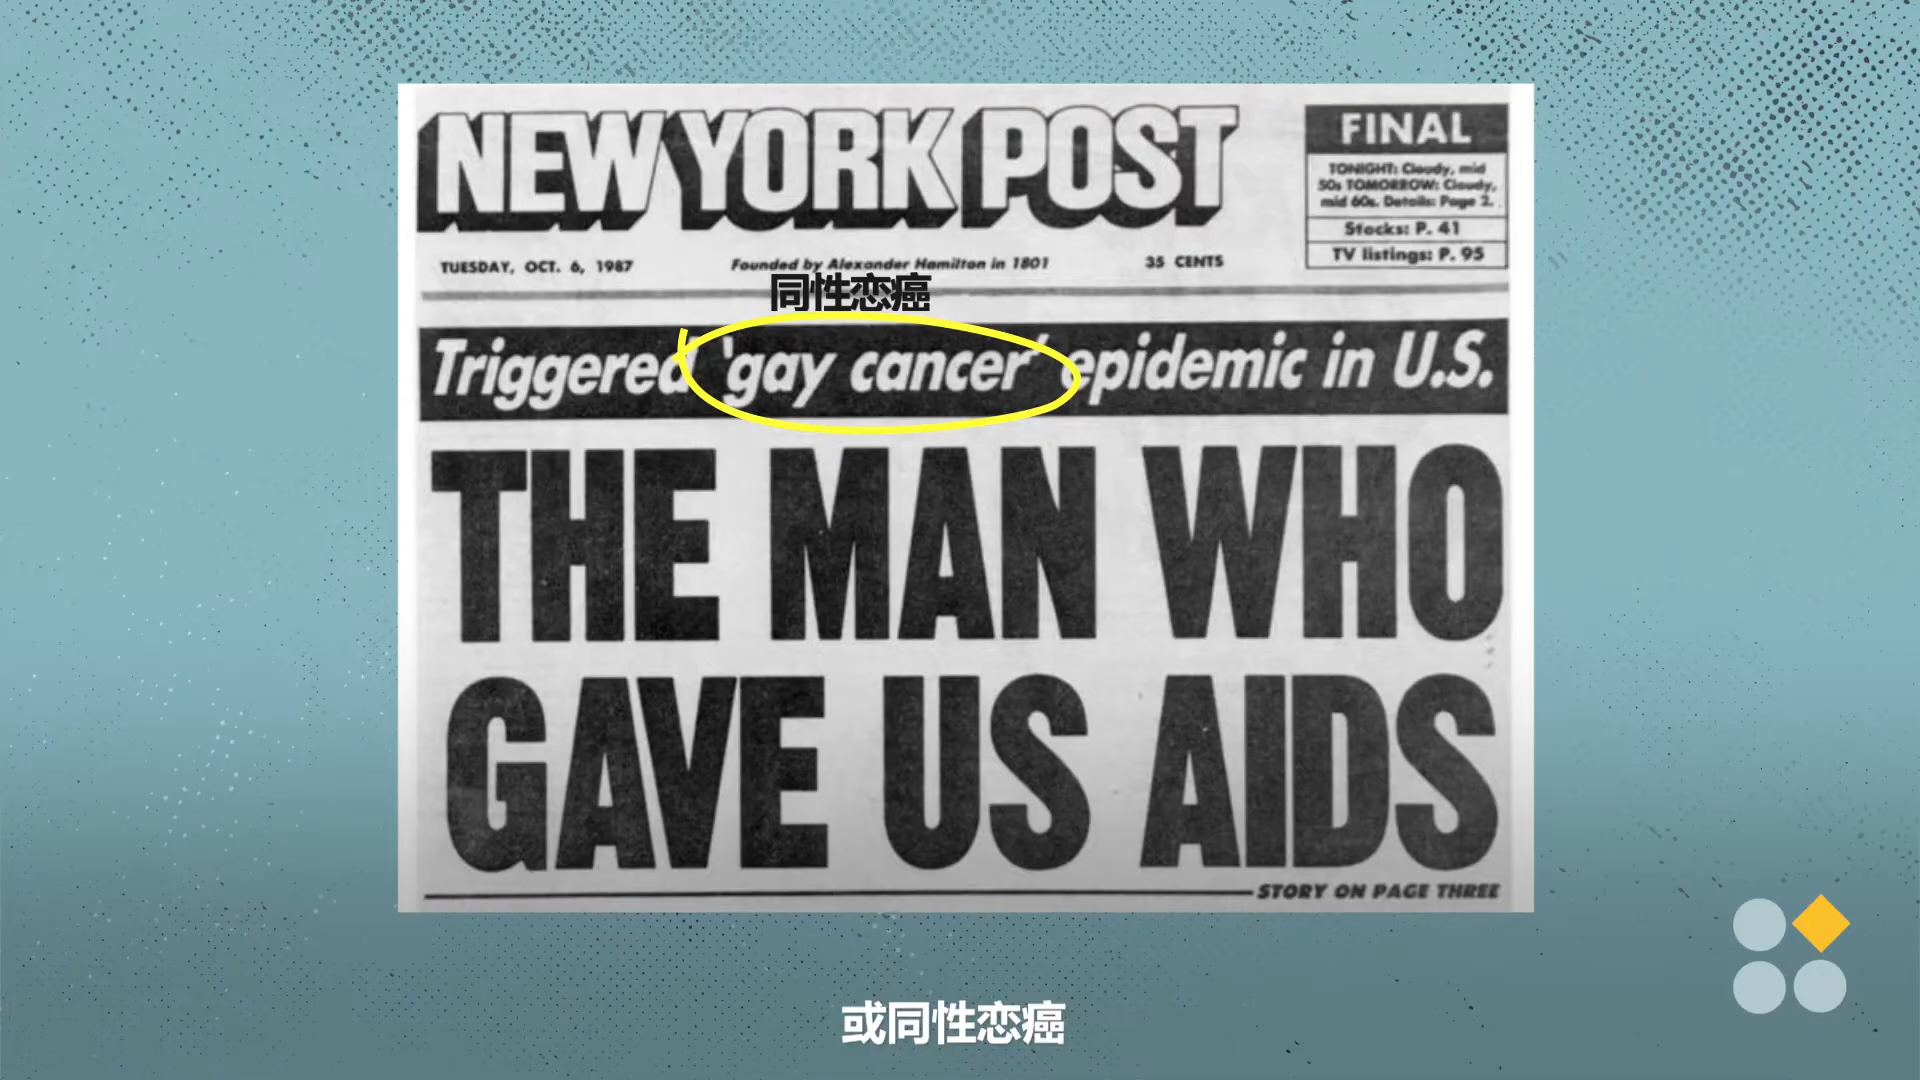 NEW YORK POST
FINAL
TONIGHT: Cloudy, mid
50s TOMORROW: Cloudy,
mid 60s. Details: Page 2.
Stocks: P. 41
TV listings: P. 95
TUESDAY, OCT. 6, 1987
Founded by Alexander Hamilton in 1801
35 CENTS
同性恋癌
Triggered 'gay cancer' epidemic in U.S.
THE MAN WHO
GAVE US AIDS
STORY ON PAGE THREE
或同性恋癌